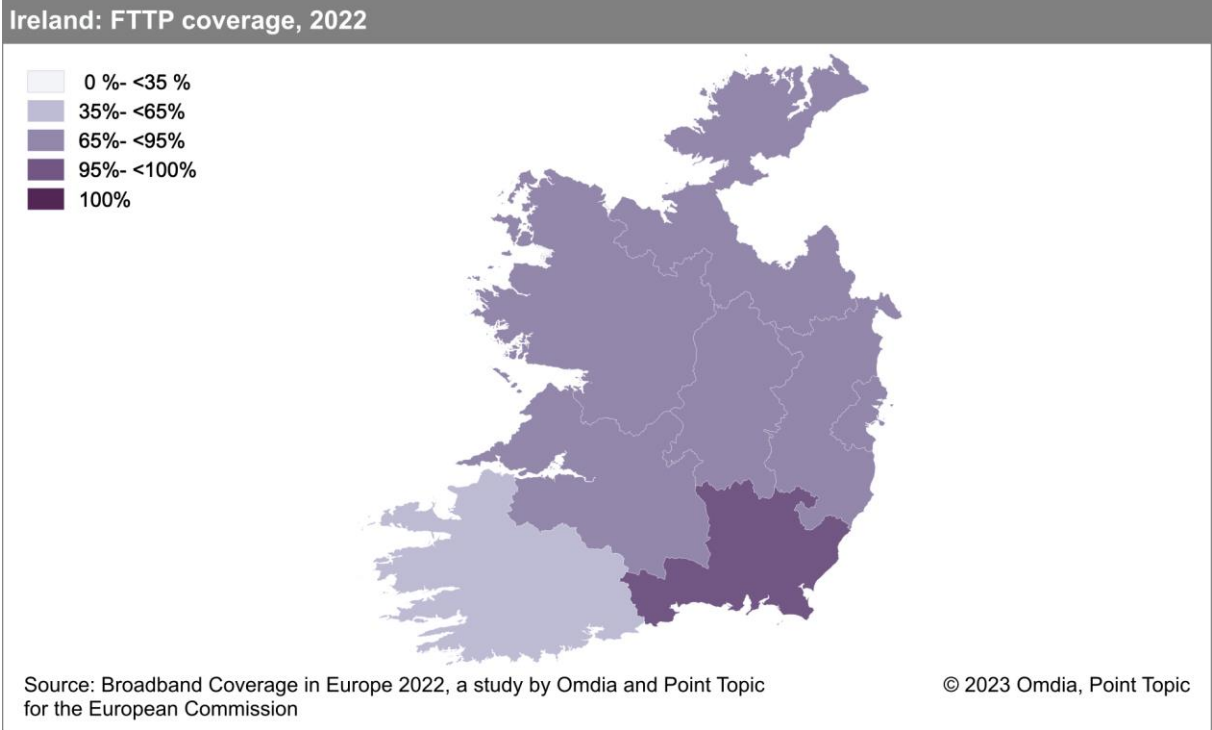 Ireland: FTTP coverage, 2022
0 %- <35 %
35%- <65%
65%- <95%
95%- <100%
100%
Source: Broadband Coverage in Europe 2022, a study by Omdia and Point Topic
for the European Commission
© 2023 Omdia, Point Topic